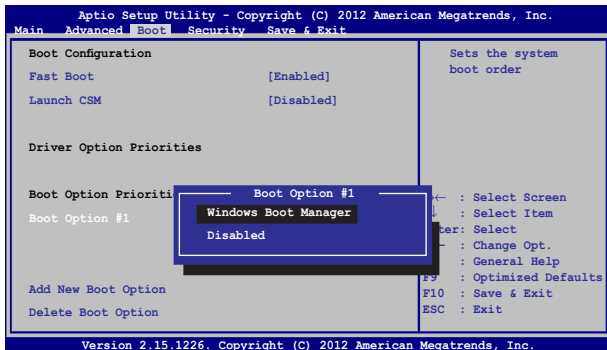 Aptio Setup Utility - Copyright (C) 2012 American Megatrends, Inc.
Main Advanced Boot Security Save & Exit
Boot Configuration
Fast Boot [Enabled]
Launch CSM [Disabled]
Driver Option Priorities
Boot Option Prioriti
Boot Option #1
Add New Boot Option
Delete Boot Option
Boot Option #1
Windows Boot Manager
Disabled
Sets the system
boot order
→← : Select Screen
↓ : Select Item
ter: Select
— : Change Opt.
: General Help
F9 : Optimized Defaults
F10 : Save & Exit
ESC : Exit
Version 2.15.1226. Copyright (C) 2012 American Megatrends, Inc.